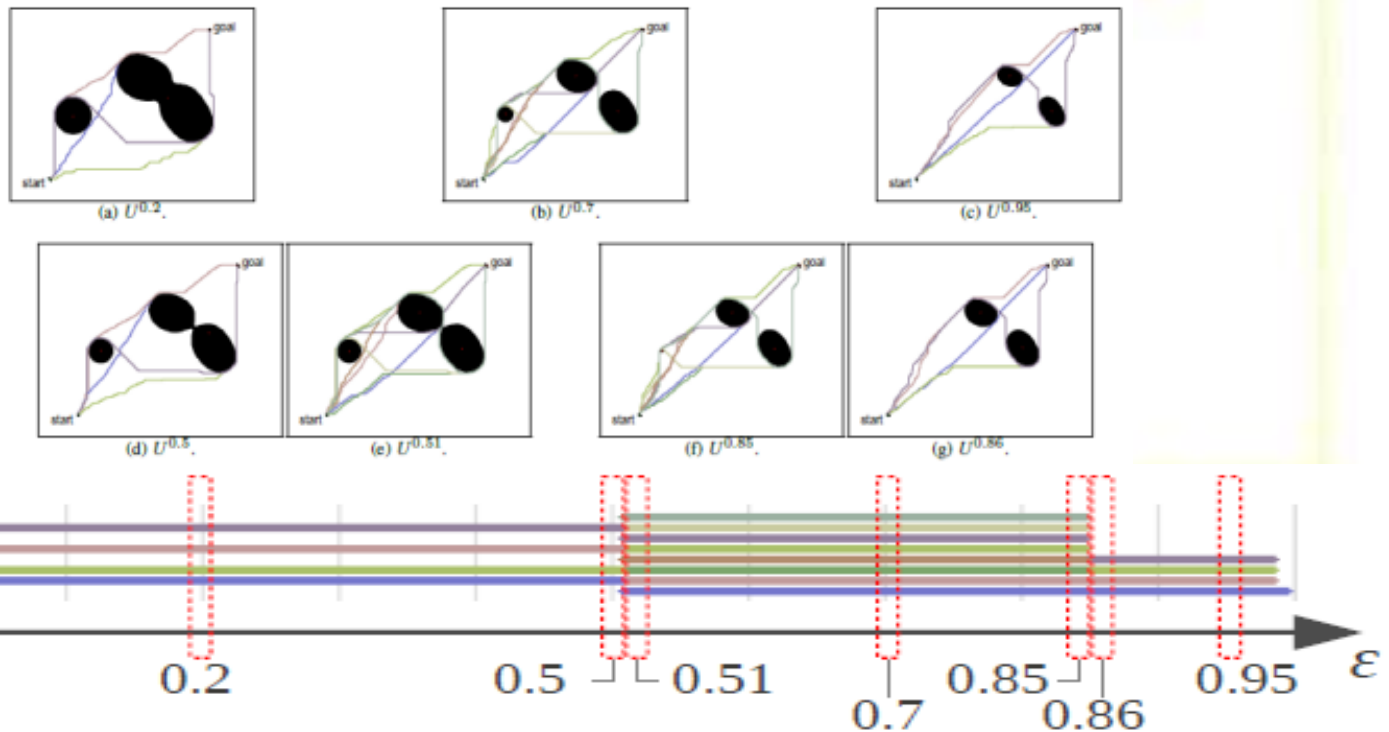 goal
start
(a) U^0.2.
goal
start
(b) U^0.7.
goal
start
(c) U^0.95.
goal
start
(d) U^0.5.
goal
start
(e) U^0.51.
goal
start
(f) U^0.85.
goal
start
(g) U^0.86.
0.2
0.5
0.51
0.7
0.85
0.86
0.95
ε